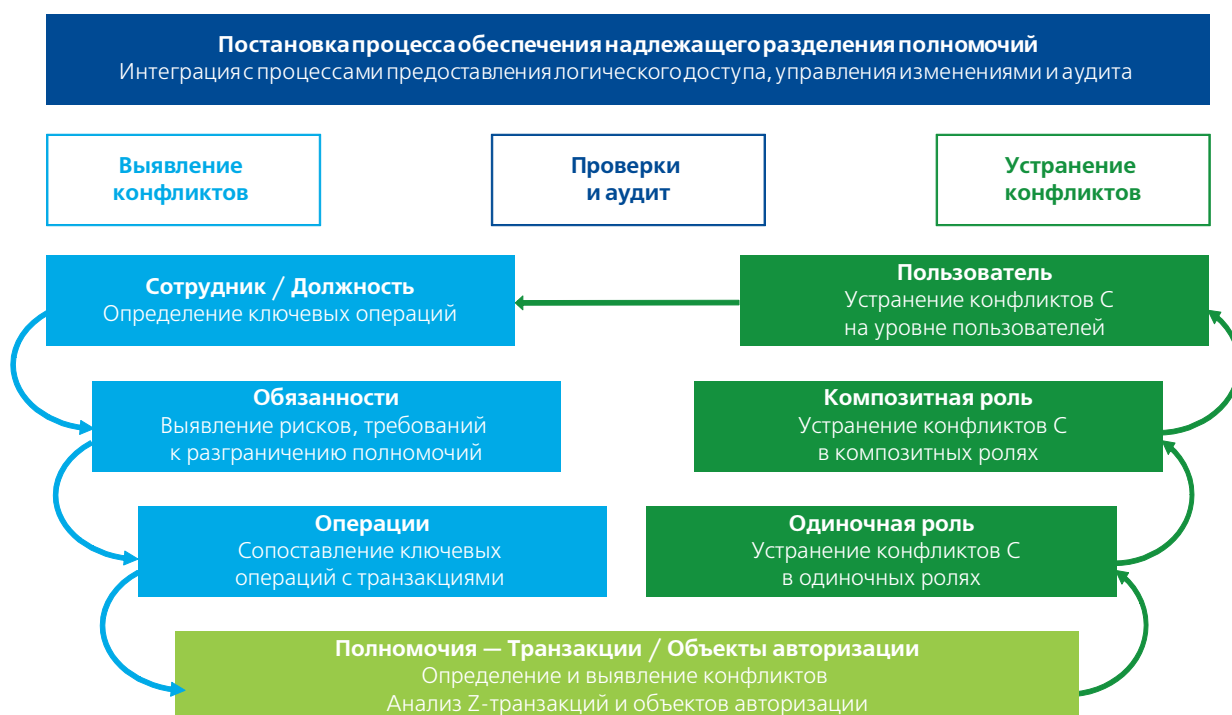 Постановка процесса обеспечения надлежащего разделения полномочий
Интеграция с процессами предоставления логического доступа, управления изменениями и аудита
Выявление
конфликтов
Проверки
и аудит
Устранение
конфликтов
Сотрудник / Должность
Определение ключевых операций
Пользователь
Устранение конфликтов С
на уровне пользователей
Обязанности
Выявление рисков, требований
к разграничению полномочий
Композитная роль
Устранение конфликтов С
в композитных ролях
Операции
Сопоставление ключевых
операций с транзакциями
Одиночная роль
Устранение конфликтов С
в одиночных ролях
Полномочия — Транзакции / Объекты авторизации
Определение и выявление конфликтов
Анализ Z-транзакций и объектов авторизации